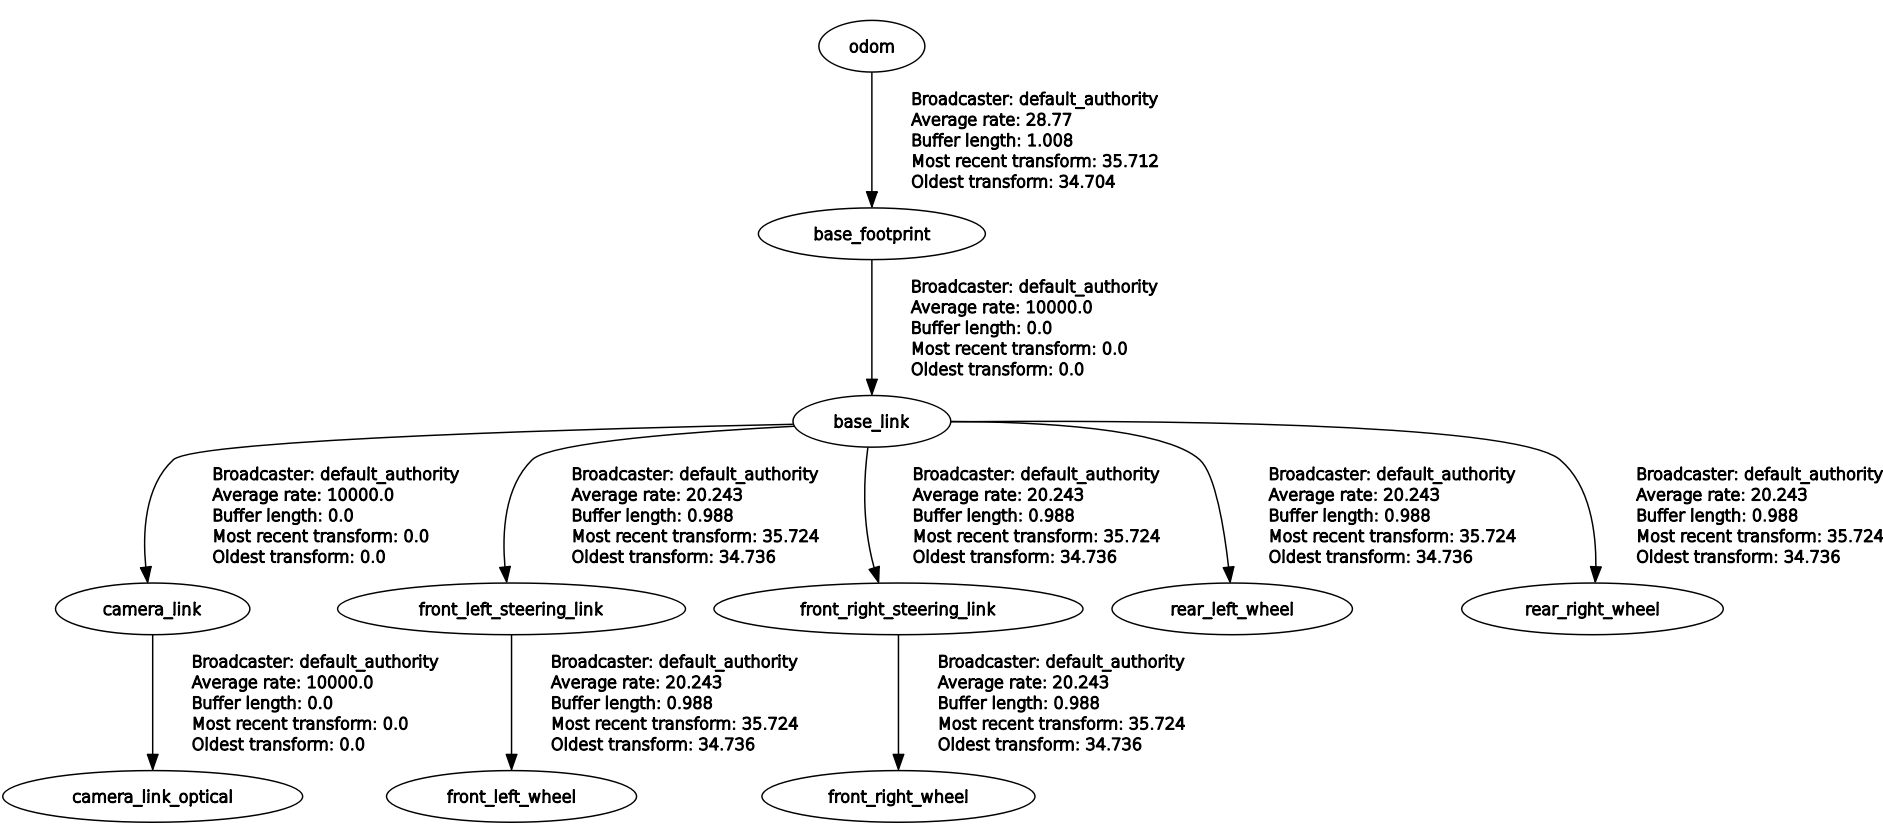 odom
Broadcaster: default_authority
Average rate: 28.77
Buffer length: 1.008
Most recent transform: 35.712
Oldest transform: 34.704
base_footprint
Broadcaster: default_authority
Average rate: 10000.0
Buffer length: 0.0
Most recent transform: 0.0
Oldest transform: 0.0
base_link
Broadcaster: default_authority
Average rate: 10000.0
Buffer length: 0.0
Most recent transform: 0.0
Oldest transform: 0.0
Broadcaster: default_authority
Average rate: 20.243
Buffer length: 0.988
Most recent transform: 35.724
Oldest transform: 34.736
Broadcaster: default_authority
Average rate: 20.243
Buffer length: 0.988
Most recent transform: 35.724
Oldest transform: 34.736
Broadcaster: default_authority
Average rate: 20.243
Buffer length: 0.988
Most recent transform: 35.724
Oldest transform: 34.736
Broadcaster: default_authority
Average rate: 20.243
Buffer length: 0.988
Most recent transform: 35.724
Oldest transform: 34.736
camera_link
front_left_steering_link
front_right_steering_link
rear_left_wheel
rear_right_wheel
Broadcaster: default_authority
Average rate: 10000.0
Buffer length: 0.0
Most recent transform: 0.0
Oldest transform: 0.0
Broadcaster: default_authority
Average rate: 20.243
Buffer length: 0.988
Most recent transform: 35.724
Oldest transform: 34.736
Broadcaster: default_authority
Average rate: 20.243
Buffer length: 0.988
Most recent transform: 35.724
Oldest transform: 34.736
camera_link_optical
front_left_wheel
front_right_wheel